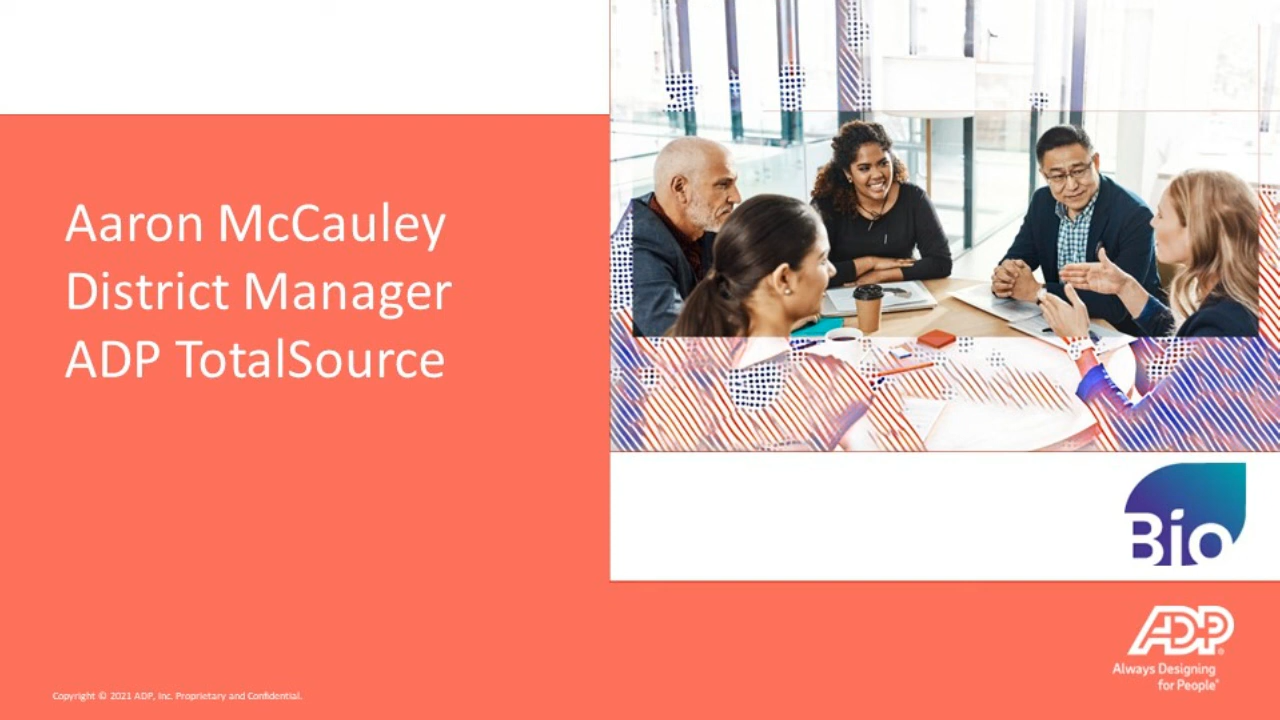 Aaron McCauley
District Manager
ADP TotalSource
Bio
ADP®
Always Designing
for People®
Copyright © 2021 ADP, Inc. Proprietary and Confidential.